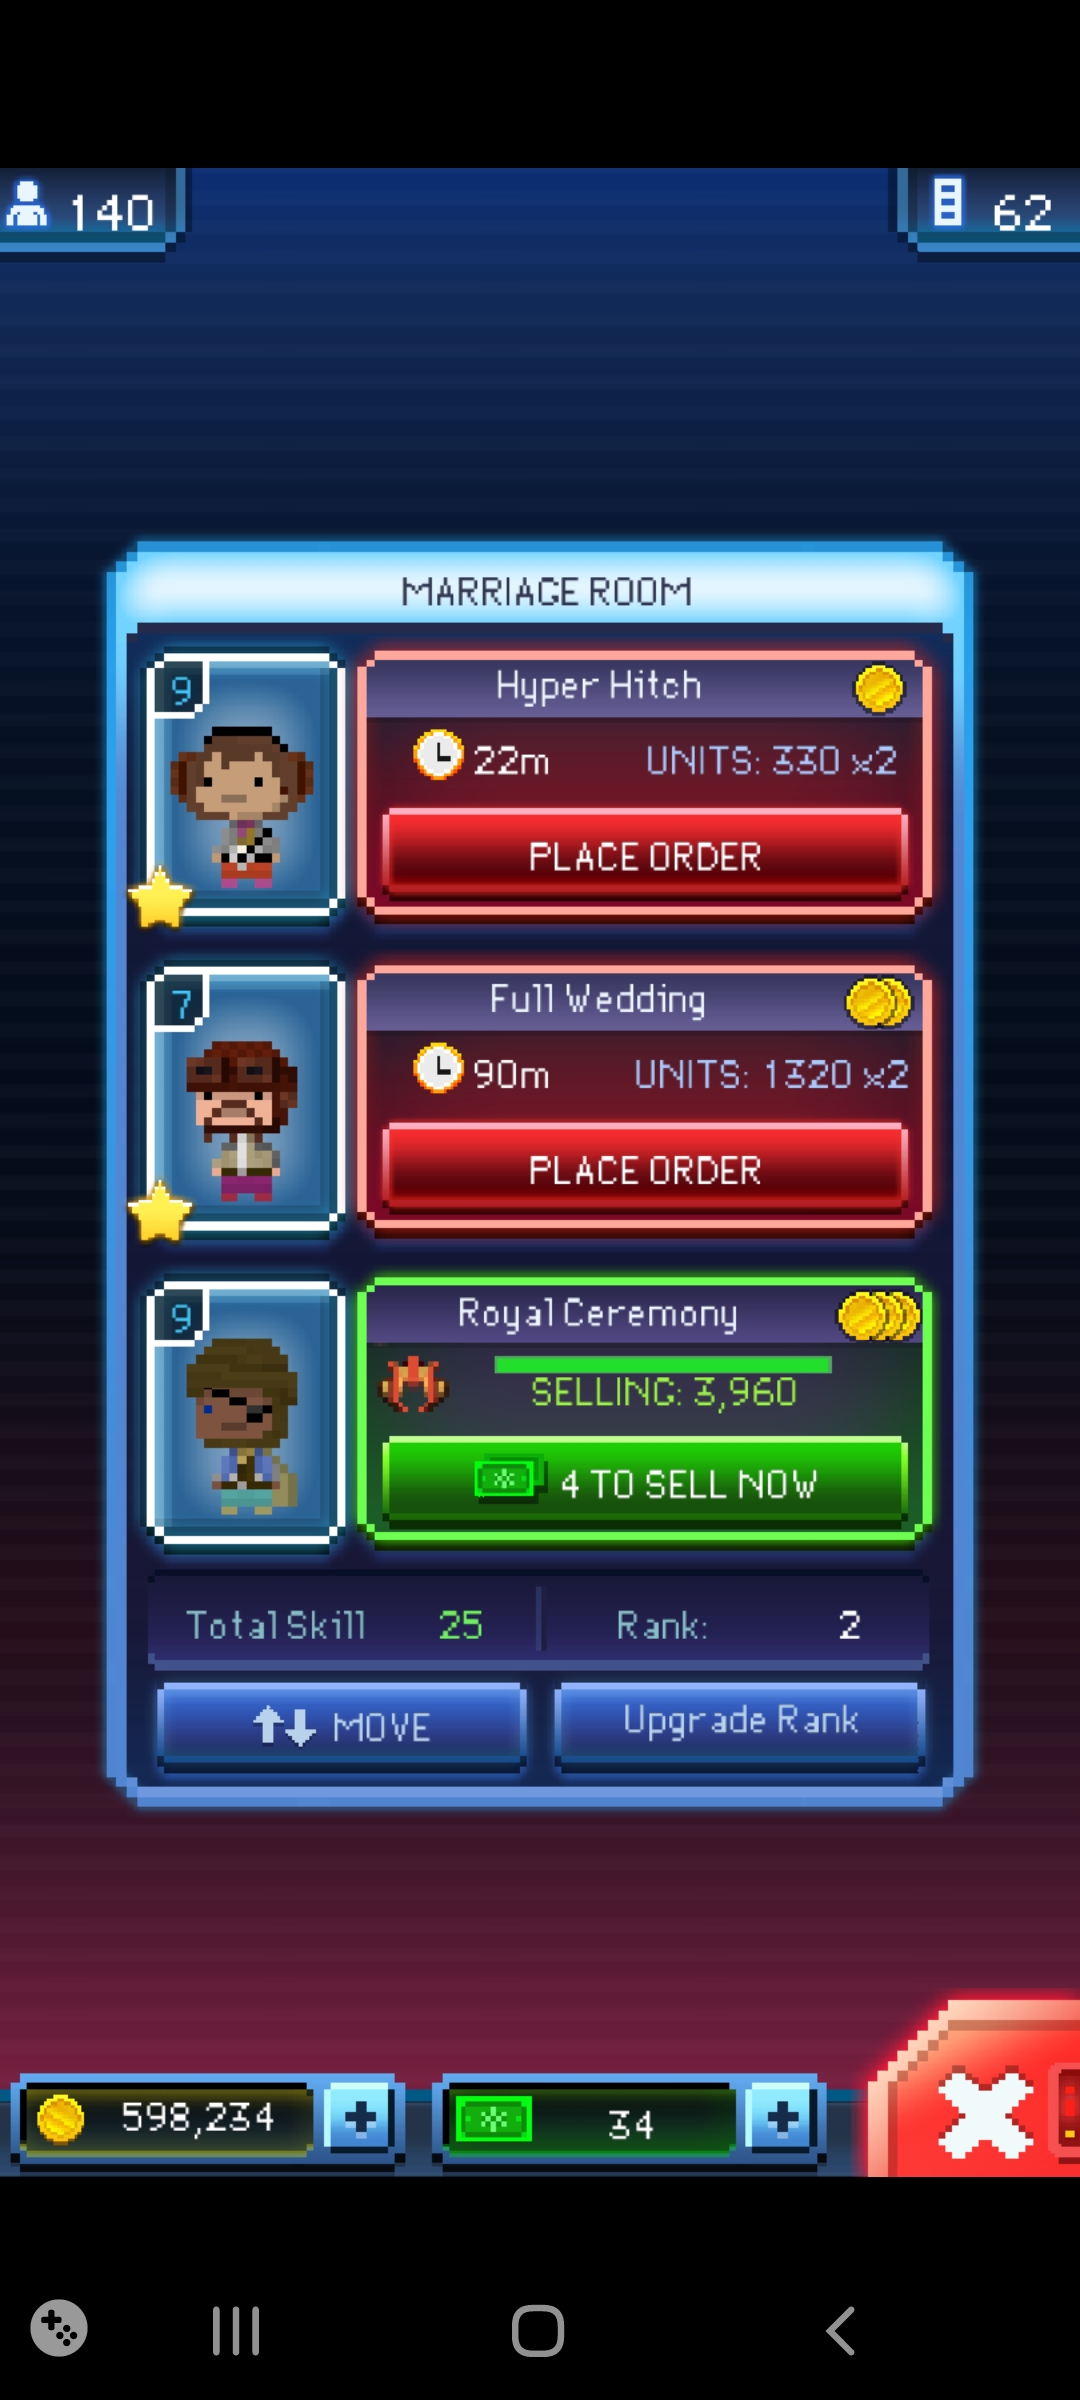 140
62
MARRIAGE ROOM
9
Hyper Hitch
22m UNITS: 330 x2
PLACE ORDER
7
Full Wedding
90m UNITS: 1320 x2
PLACE ORDER
9
Royal Ceremony
SELLING: 3,960
4 TO SELL NOW
Total Skill 25 Rank: 2
MOVE Upgrade Rank
598,234 34